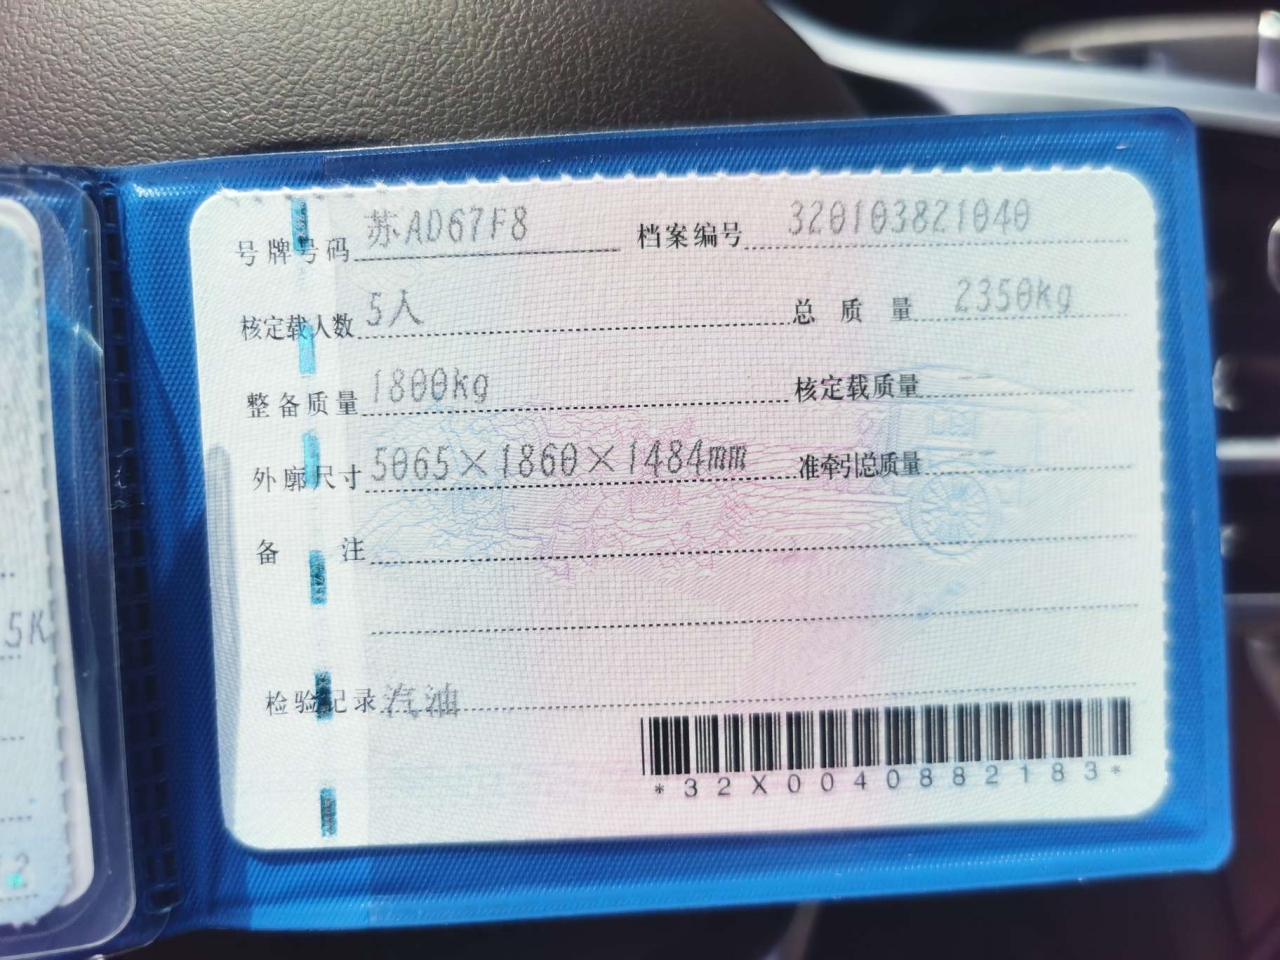 号牌号码 苏AD67F8 档案编号 320103821040
核定载人数 5人 总质量 2350kg
整备质量 1800kg 核定载质量
外廓尺寸 5065×1860×1484mm 准牵引总质量
备注
检验记录 汽油
*32X0040882183*
5K
2